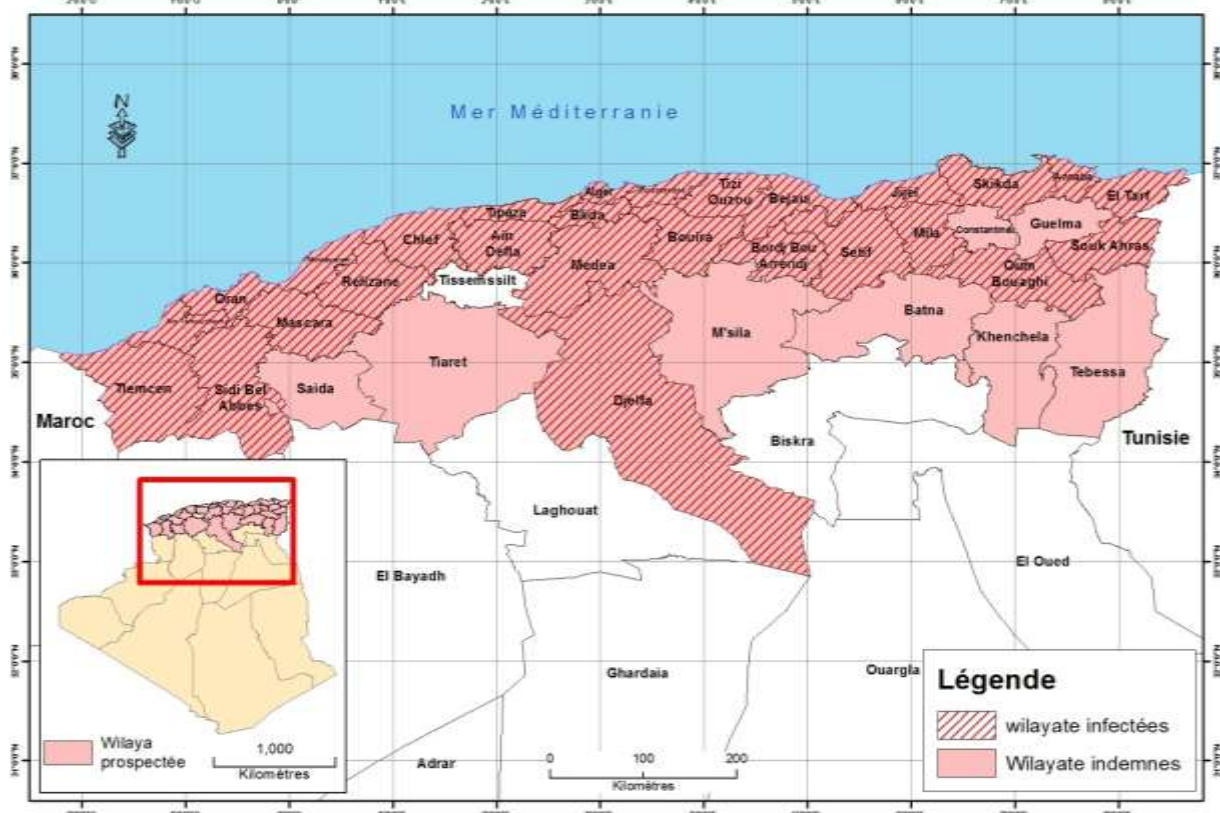 N
Mer Méditerranie
Alger
Tizi
Ouzou
Bejaia
Jijel
Skikda
Annaba
El Tarf
Tipaza
Blida
Chlef
Ain
Defla
Bouira
Bordj Bou
Arrendj
Setif
Mila
Constantine
Guelma
Souk Ahras
Oran
Relizane
Tissemssilt
Medea
Oum
Bouaghi
Mascara
M'sila
Batna
Khenchela
Tlemcen
Sidi Bel
Abbes
Saida
Tiaret
Djelfa
Tebessa
Maroc
Biskra
Tunisie
Laghouat
El Bayadh
El Oued
Ghardaia
Ouargla
Adrar
Wilaya
prospectée
1,000
Kilomètres
0 100 200
Kilomètres
Légende
wilayate infectées
Wilayate indemnes